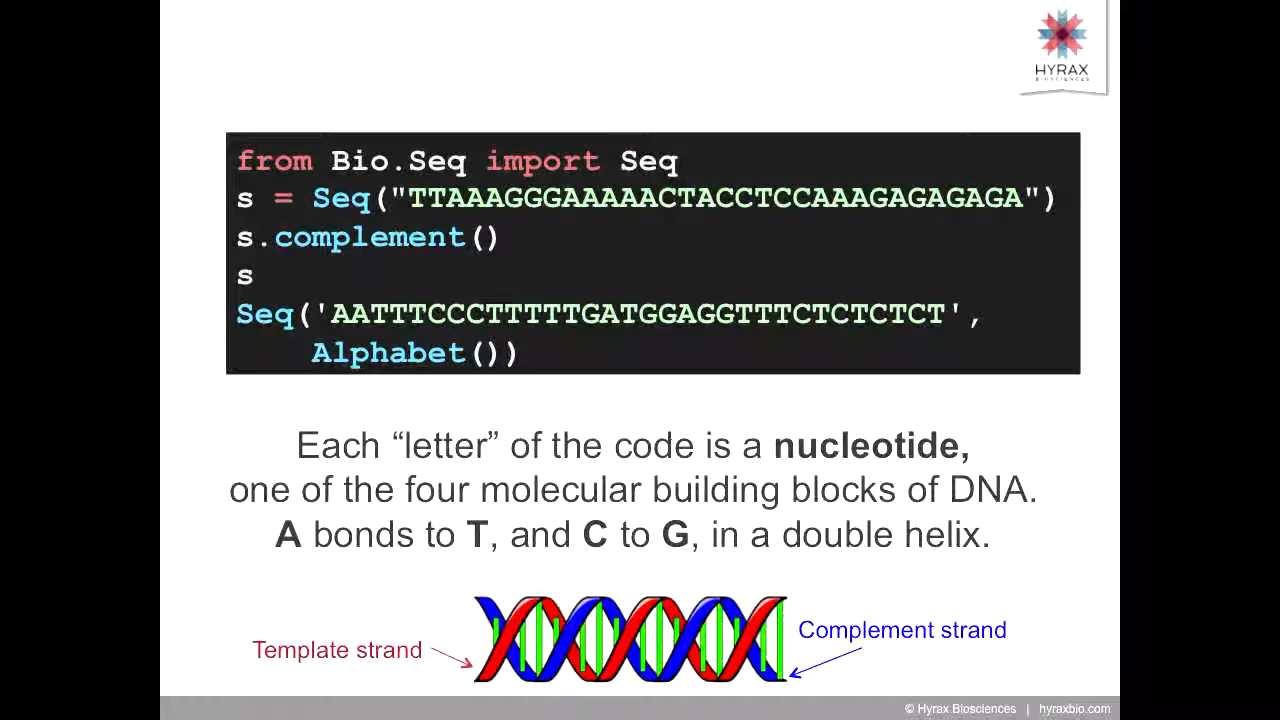 HYRAX
BIOSCIENCES
from Bio.Seq import Seq
s = Seq("TTAAAGGGAAAAACTACCTCCAAAGAGAGAGA")
s.complement()
s
Seq('AATTTCCCTTTTTGATGGAGGTTTCTCTCTCT',
Alphabet())
Each “letter” of the code is a nucleotide,
one of the four molecular building blocks of DNA.
A bonds to T, and C to G, in a double helix.
Template strand
Complement strand
© Hyrax Biosciences | hyraxbio.com